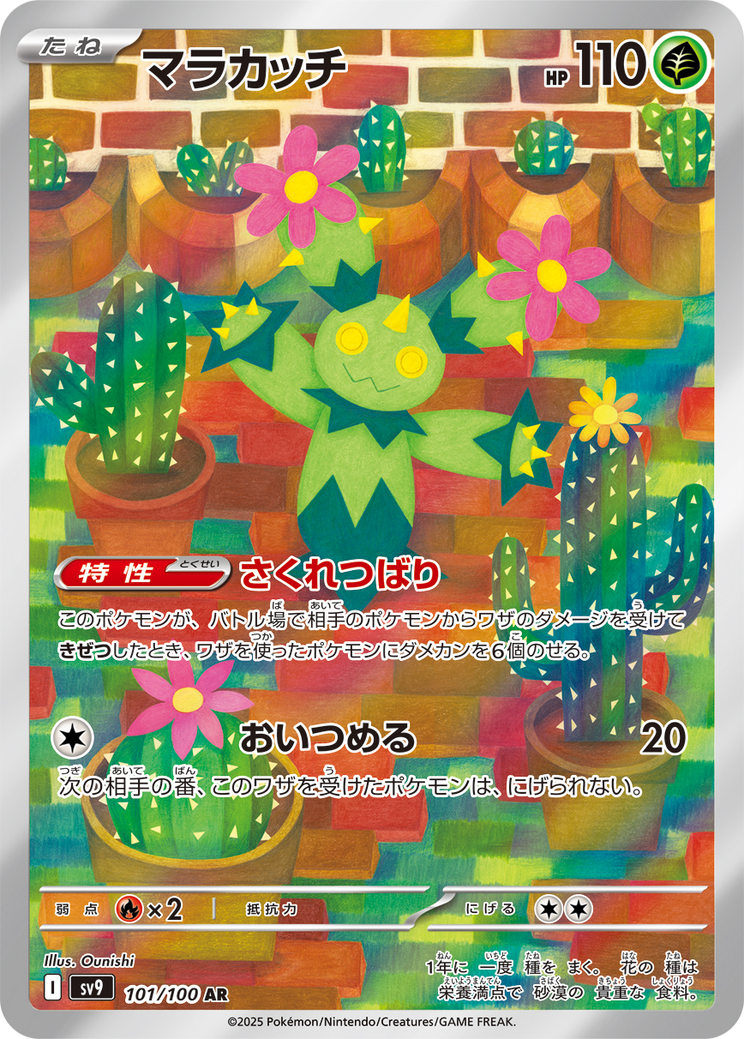 たね
マラカッチ HP 110
特性 とくせい さくれつばり
このポケモンが、バトル場で相手のポケモンからワザのダメージを受けて
きぜつしたとき、ワザを使ったポケモンにダメカンを6個のせる。
おいつめる 20
次の相手の番、このワザを受けたポケモンは、にげられない。
弱点 ×2 抵抗力 にげる
Illus. Ounishi
I sv9 101/100 AR
1年に 一度 種を まく。 花の 種は
栄養満点で 砂漠の 貴重な 食料。
©2025 Pokémon/Nintendo/Creatures/GAME FREAK.